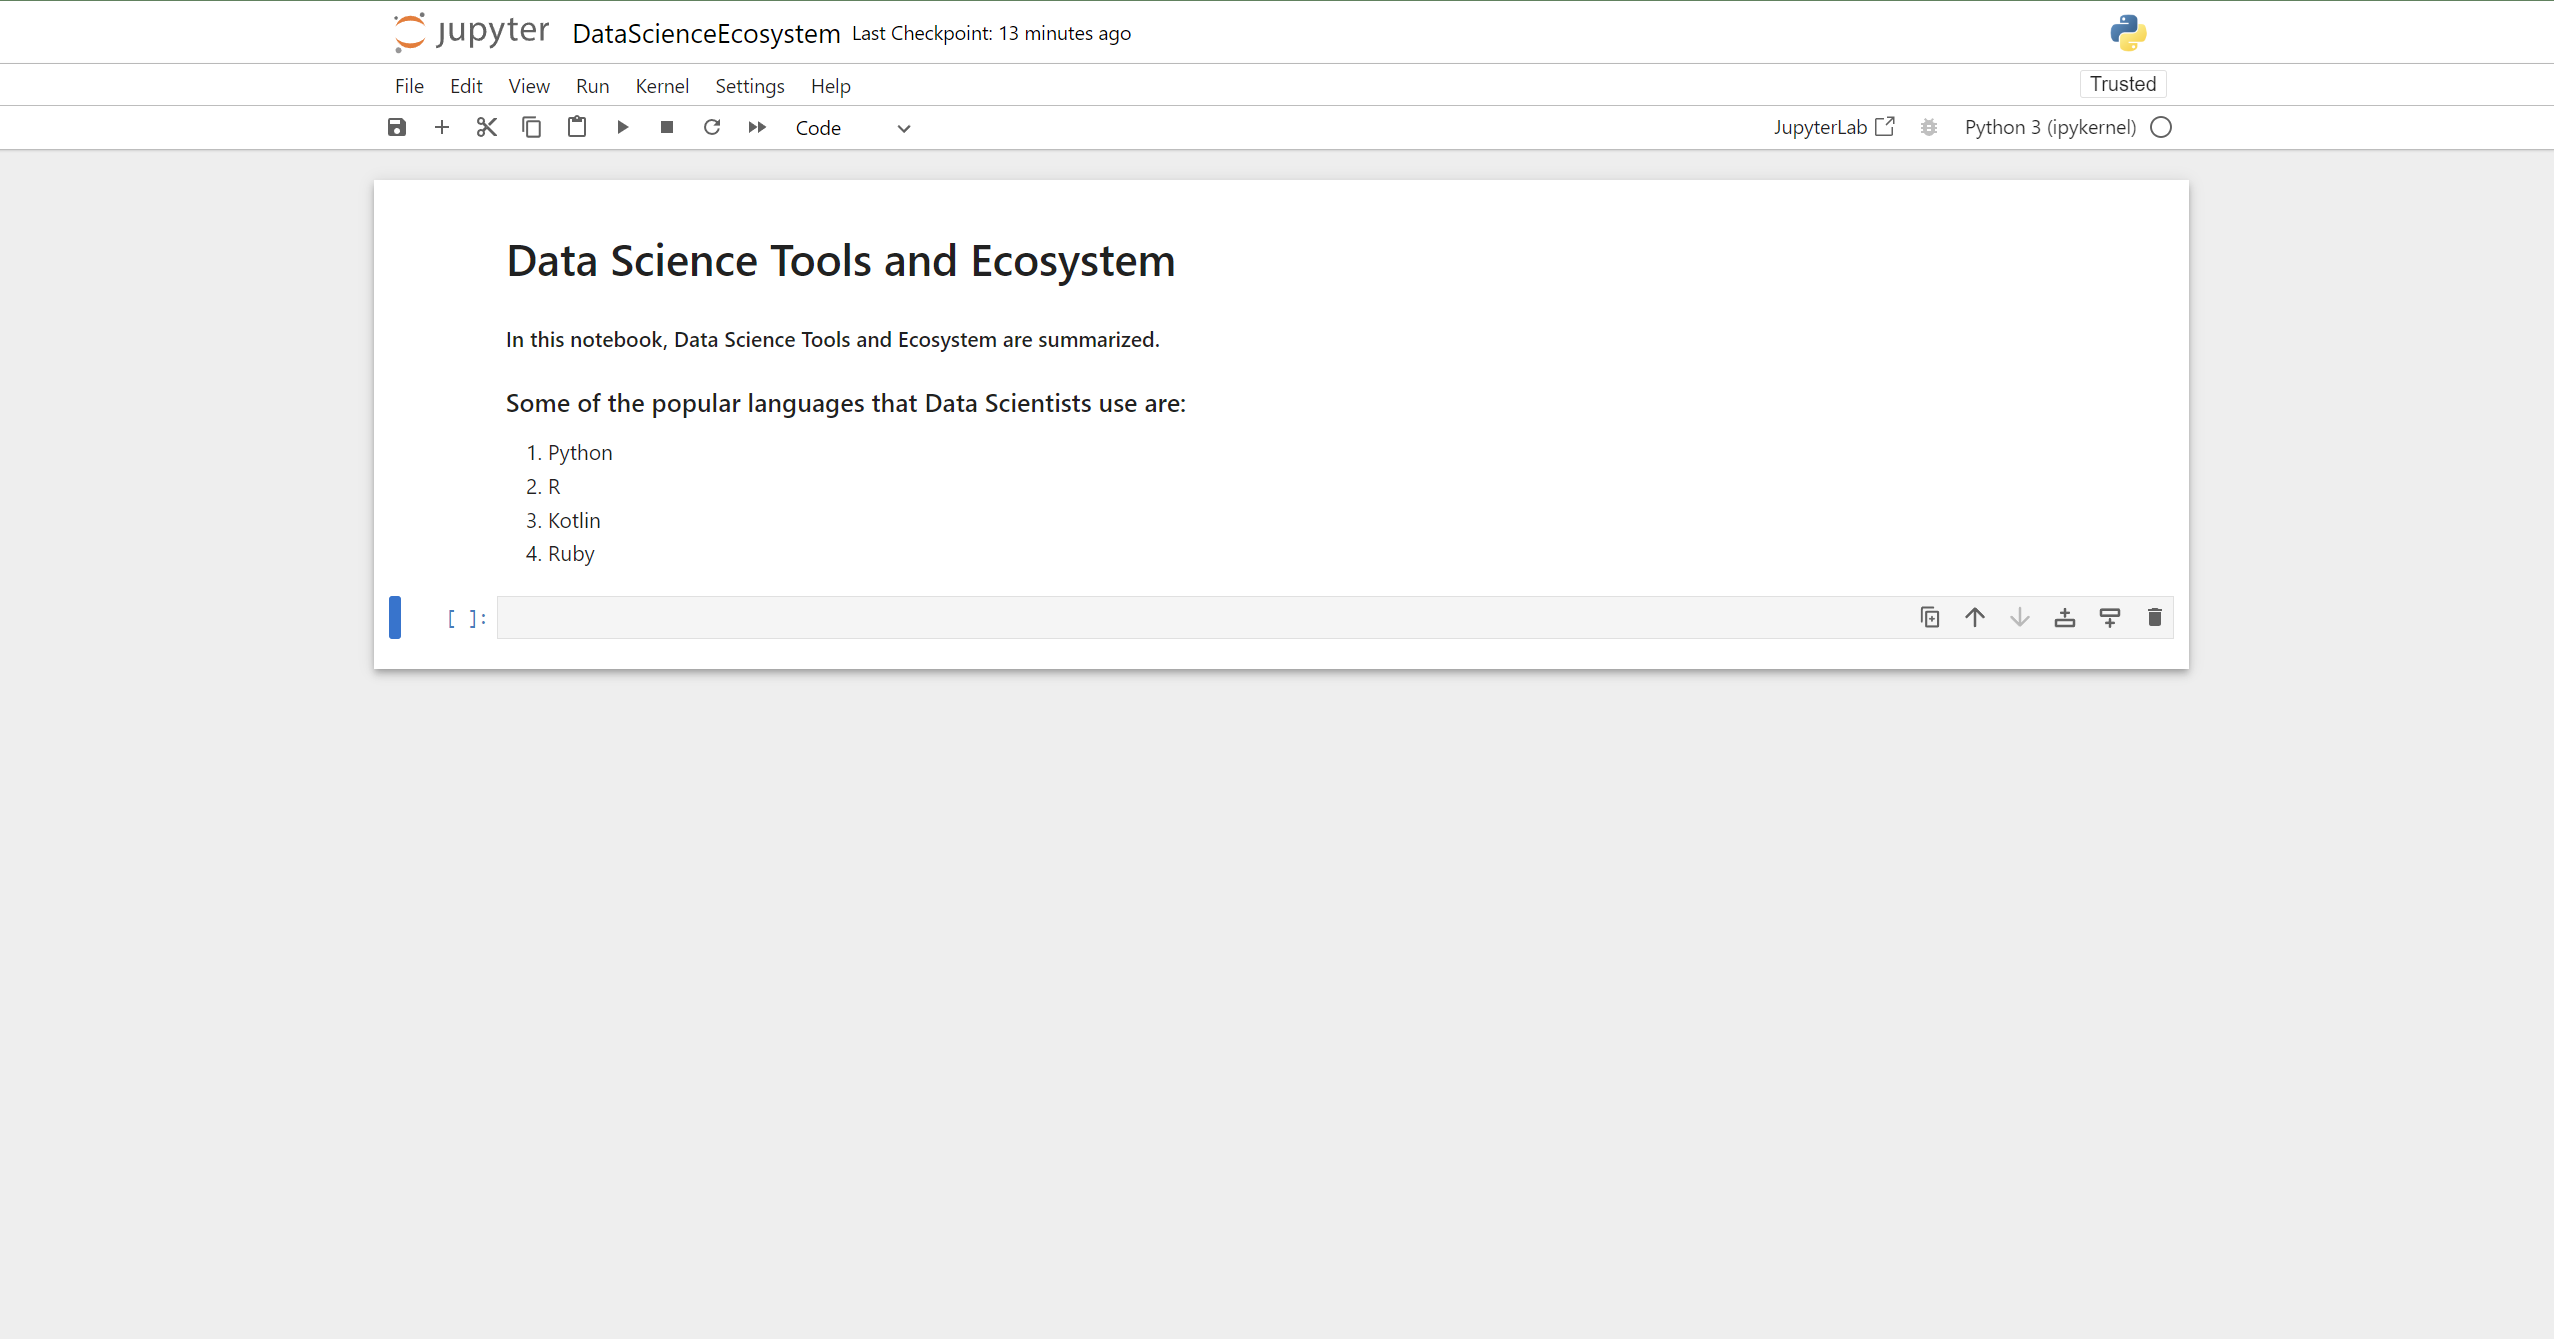 jupyter DataScienceEcosystem Last Checkpoint: 13 minutes ago
File Edit View Run Kernel Settings Help Trusted
Code JupyterLab Python 3 (ipykernel)
Data Science Tools and Ecosystem
In this notebook, Data Science Tools and Ecosystem are summarized.
Some of the popular languages that Data Scientists use are:
1. Python
2. R
3. Kotlin
4. Ruby
[ ]: